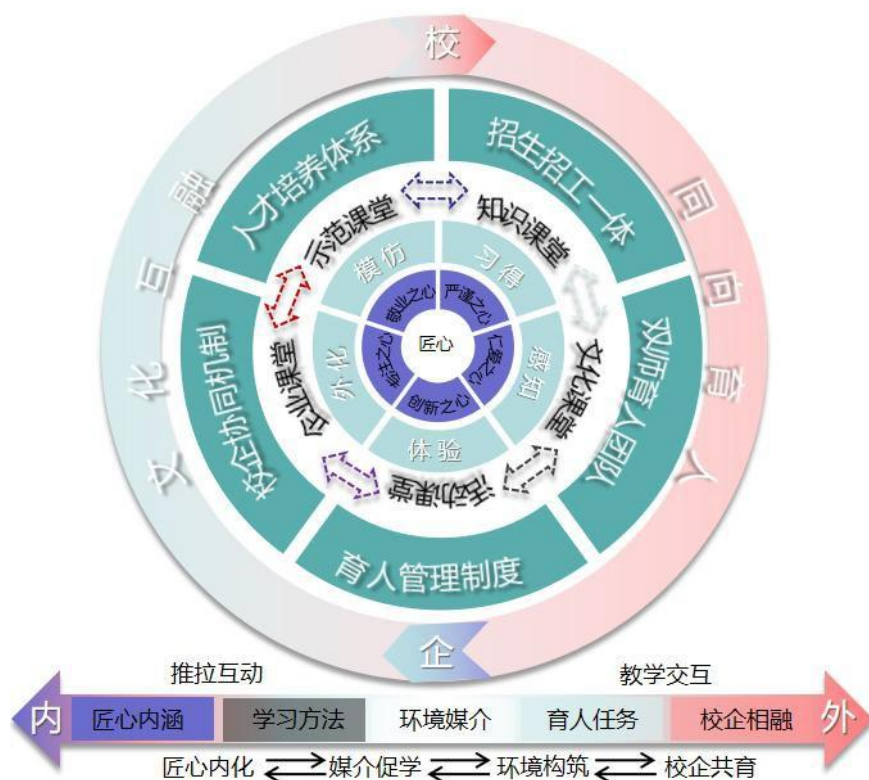 校
同向育人
企
文化互融
人才培养体系
招生招工一体
双师育人团队
育人管理制度
校企协同机制
示范课堂
知识课堂
文化课堂
活动课堂
企业课堂
模仿
习得
感知
体验
外化
敬业之心
严谨之心
仁爱之心
创新之心
专注之心
匠心
推拉互动
教学交互
内
匠心内涵
学习方法
环境媒介
育人任务
校企相融
外
匠心内化
媒介促学
环境构筑
校企共育